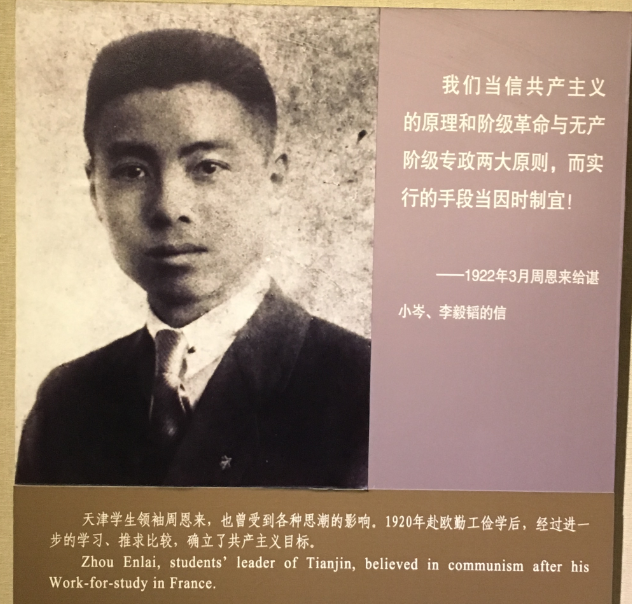 我们当信共产主义
的原理和阶级革命与无产
阶级专政两大原则，而实
行的手段当因时制宜！
——1922年3月周恩来给谌
小岑、李毅韬的信
天津学生领袖周恩来，也曾受到各种思潮的影响。1920年赴欧勤工俭学后，经过进一
步的学习、推求比较，确立了共产主义目标。
Zhou Enlai, students' leader of Tianjin, believed in communism after his
Work-for-study in France.